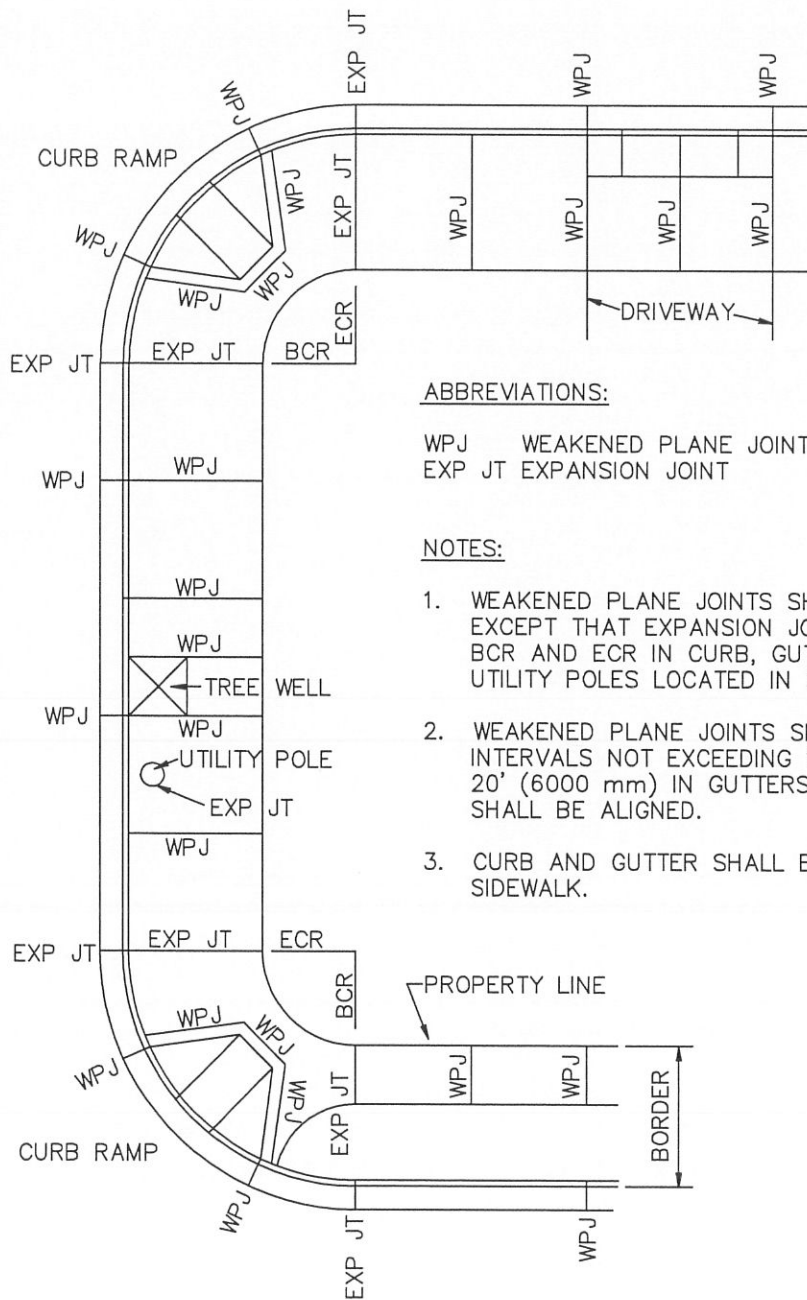 EXP JT
WPJ
WPJ
WPJ
CURB RAMP
WPJ
EXP JT
WPJ
WPJ
WPJ
WPJ
WPJ
WPJ
WPJ
DRIVEWAY
ECR
EXP JT
EXP JT
BCR
ABBREVIATIONS:
WPJ WEAKENED PLANE JOINT
EXP JT EXPANSION JOINT
WPJ
WPJ
NOTES:
1. WEAKENED PLANE JOINTS
EXCEPT THAT EXPANSION
BCR AND ECR IN CURB,
UTILITY POLES LOCATED IN
WPJ
WPJ
TREE WELL
WPJ
WPJ
2. WEAKENED PLANE JOINTS
INTERVALS NOT EXCEEDING
20' (6000 mm) IN GUTTERS
SHALL BE ALIGNED.
UTILITY POLE
EXP JT
WPJ
3. CURB AND GUTTER SHALL
SIDEWALK.
EXP JT
EXP JT
ECR
BCR
PROPERTY LINE
WPJ
WPJ
WPJ
WPJ
EXP JT
WPJ
WPJ
BORDER
CURB RAMP
WPJ
EXP JT
WPJ